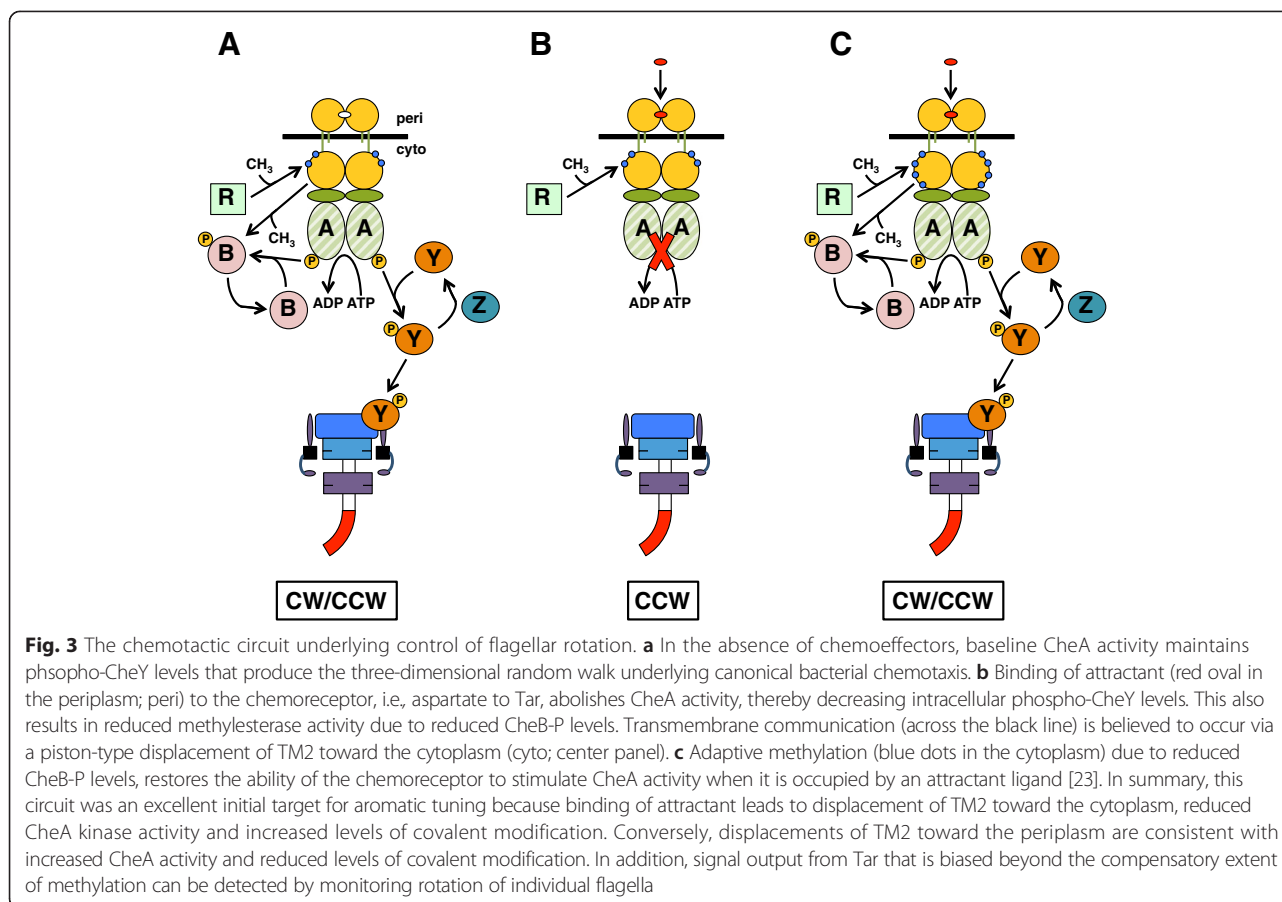 A
B
C
peri
cyto
CH3
R
CH3
P
B
B
A A
P
P
ADP ATP
Y
Z
P
Y
Y
P
CW/CCW
CH3
R
A A
ADP ATP
CCW
CH3
R
CH3
P
B
B
A A
P
P
ADP ATP
Y
Z
P
Y
Y
P
CW/CCW
Fig. 3 The chemotactic circuit underlying control of flagellar rotation. a In the absence of chemoeffectors, baseline CheA activity maintains
phsopho-CheY levels that produce the three-dimensional random walk underlying canonical bacterial chemotaxis. b Binding of attractant (red oval in
the periplasm; peri) to the chemoreceptor, i.e., aspartate to Tar, abolishes CheA activity, thereby decreasing intracellular phospho-CheY levels. This also
results in reduced methylesterase activity due to reduced CheB-P levels. Transmembrane communication (across the black line) is believed to occur via
a piston-type displacement of TM2 toward the cytoplasm (cyto; center panel). c Adaptive methylation (blue dots in the cytoplasm) due to reduced
CheB-P levels, restores the ability of the chemoreceptor to stimulate CheA activity when it is occupied by an attractant ligand [23]. In summary, this
circuit was an excellent initial target for aromatic tuning because binding of attractant leads to displacement of TM2 toward the cytoplasm, reduced
CheA kinase activity and increased levels of covalent modification. Conversely, displacements of TM2 toward the periplasm are consistent with
increased CheA activity and reduced levels of covalent modification. In addition, signal output from Tar that is biased beyond the compensatory extent
of methylation can be detected by monitoring rotation of individual flagella